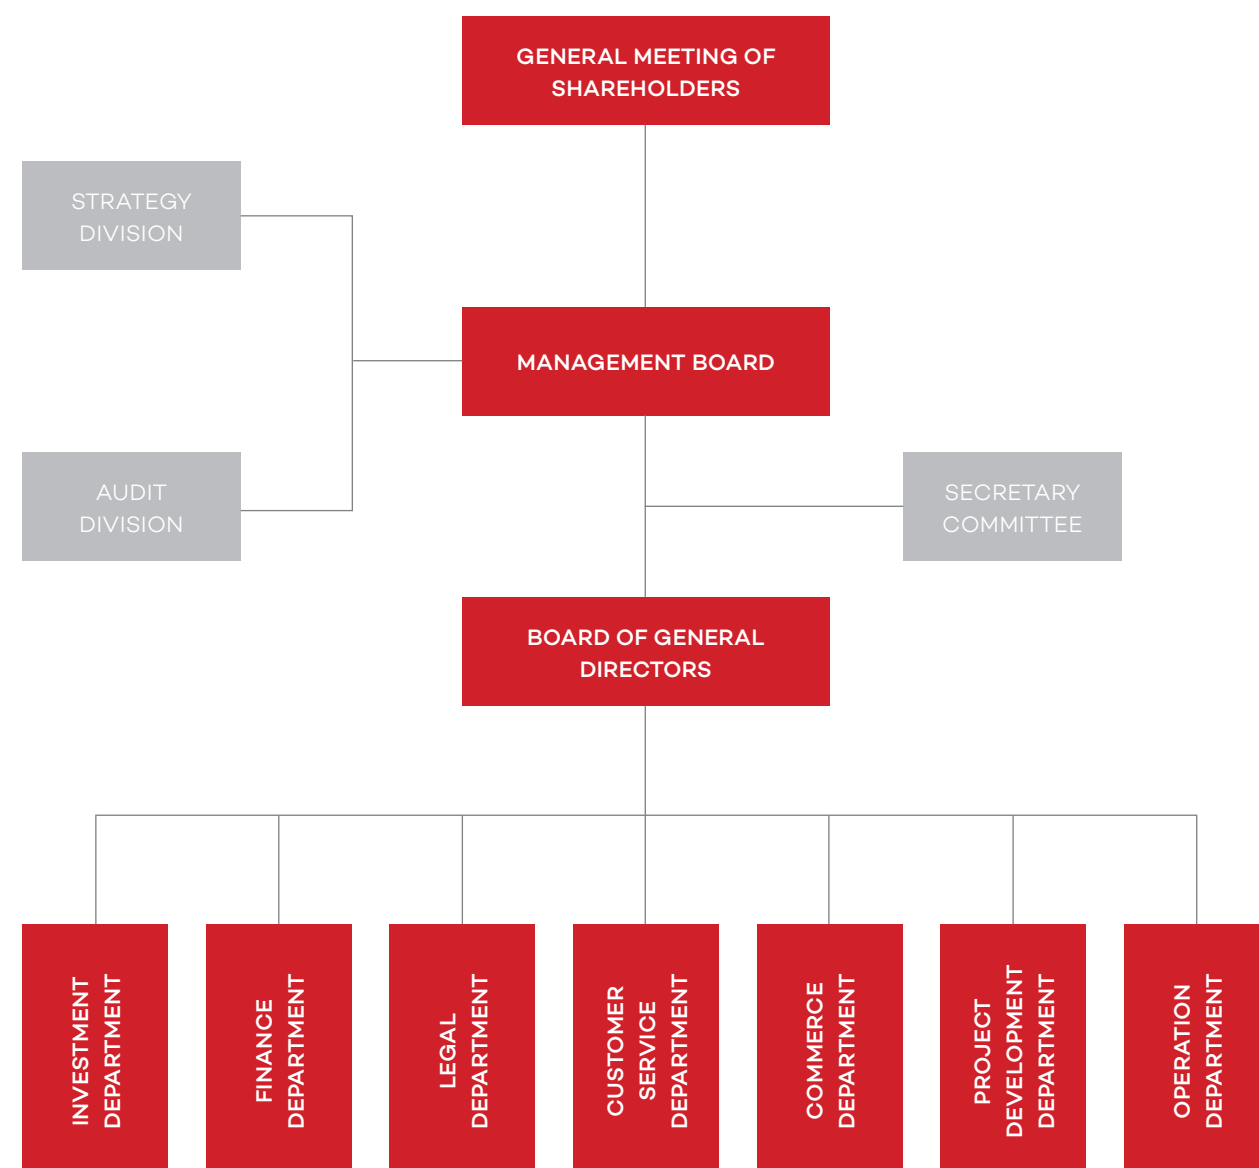 GENERAL MEETING OF
SHAREHOLDERS
STRATEGY
DIVISION
MANAGEMENT BOARD
AUDIT
DIVISION
SECRETARY
COMMITTEE
BOARD OF GENERAL
DIRECTORS
INVESTMENT
DEPARTMENT
FINANCE
DEPARTMENT
LEGAL
DEPARTMENT
CUSTOMER
SERVICE
DEPARTMENT
COMMERCE
DEPARTMENT
PROJECT
DEVELOPMENT
DEPARTMENT
OPERATION
DEPARTMENT